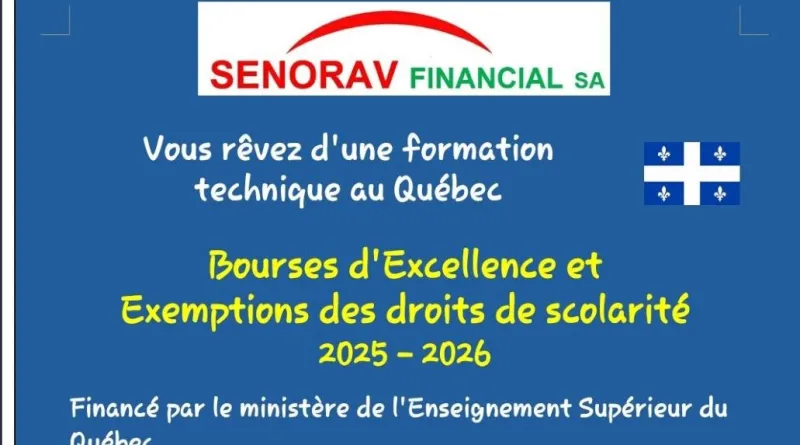 SENORAV FINANCIAL SA
Vous rêvez d'une formation
technique au Québec
Bourses d'Excellence et
Exemptions des droits de scolarité
2025 - 2026
Financé par le ministère de l'Enseignement Supérieur du
Québec